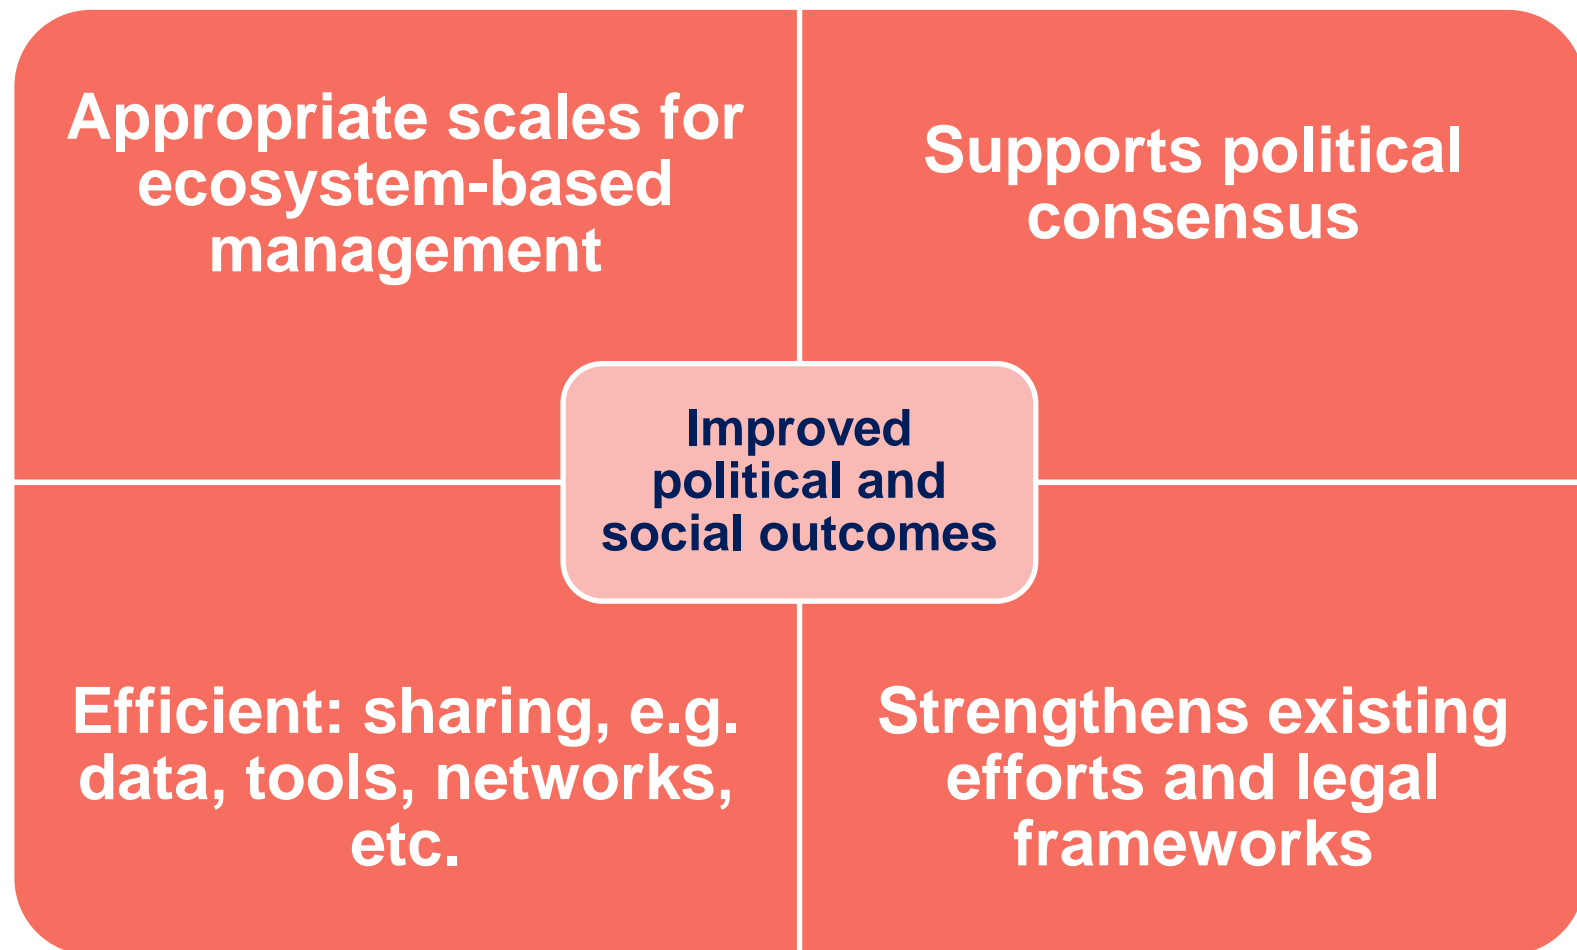 Appropriate scales for
ecosystem-based
management
Supports political
consensus
Improved
political and
social outcomes
Efficient: sharing, e.g.
data, tools, networks,
etc.
Strengthens existing
efforts and legal
frameworks